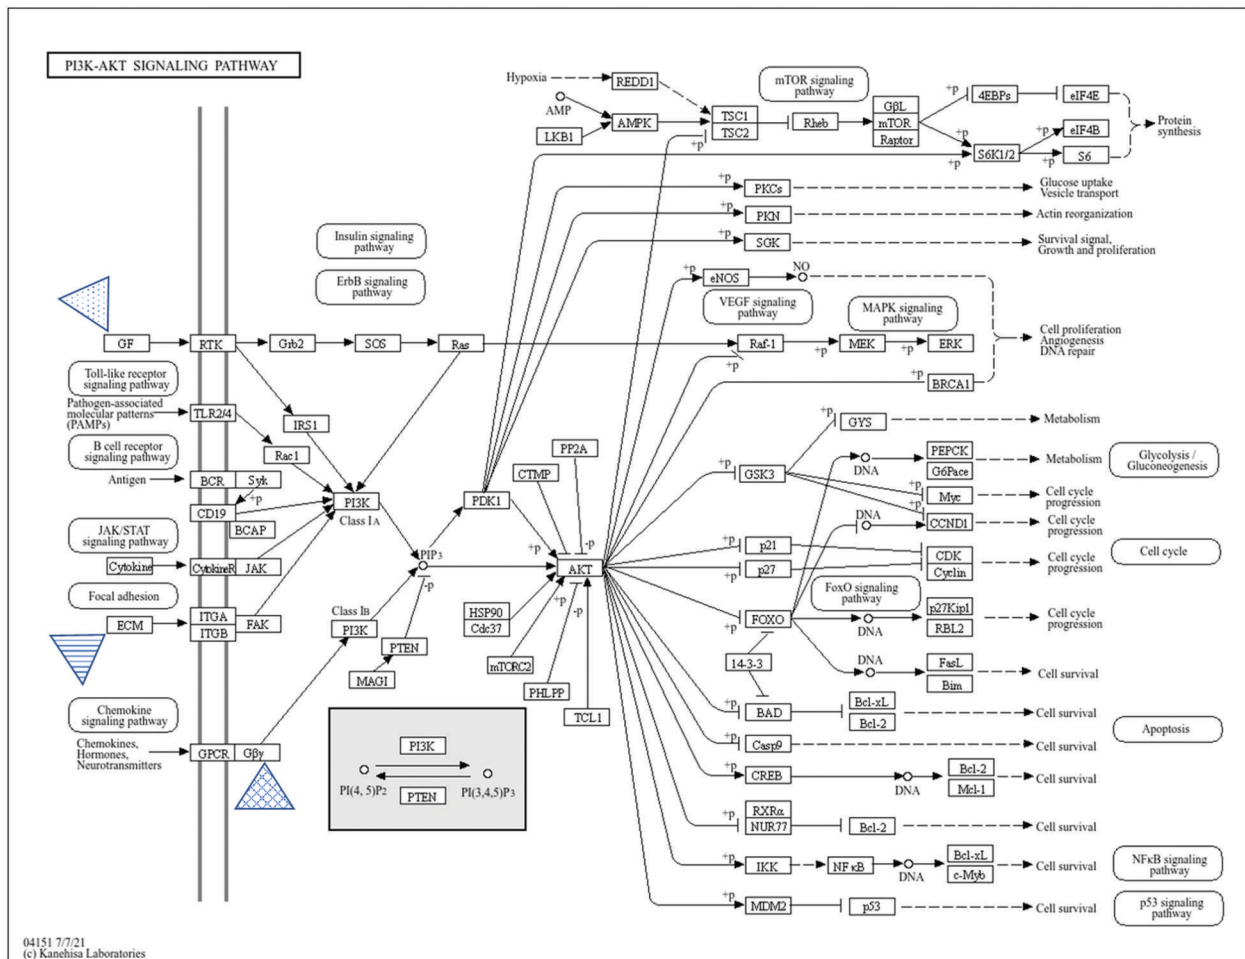 PI3K-AKT SIGNALING PATHWAY
Hypoxia
REDD1
mTOR signaling
pathway
AMP
LKB1
AMPK
TSC1
TSC2
+p
Rheb
GβL
mTOR
Raptor
+p
4EBPs
eIF4E
+p
S6K1/2
+p
eIF4B
+p
S6
Protein
synthesis
+p
PKCs
Glucose uptake
Vesicle transport
+p
PKN
Actin reorganization
+p
SGK
Survival signal,
Growth and proliferation
Insulin signaling
pathway
ErbB signaling
pathway
+p
eNOS
NO
VEGF signaling
pathway
MAPK signaling
pathway
GF
RTK
Grb2
SOS
Ras
Raf-1
+p
+p
MEK
+p
ERK
+p
BRCA1
Cell proliferation
Angiogenesis
DNA repair
Toll-like receptor
signaling pathway
Pathogen-associated
molecular patterns
(PAMPs)
TLR2/4
IRS1
Rac1
B cell receptor
signaling pathway
Antigen
BCR
Syk
+p
CD19
BCAP
PI3K
Class IA
PDK1
CTMP
PP2A
+p
-p
AKT
+p
-p
PIP3
-p
JAK/STAT
signaling pathway
Cytokine
CytokineR
JAK
Focal adhesion
ECM
ITGA
ITGB
FAK
Class IB
PI3K
PTEN
MAGI
HSP90
Cdc37
mTORC2
PHLPP
TCL1
Chemokine
signaling pathway
Chemokines,
Hormones,
Neurotransmitters
GPCR
Gβγ
PI3K
PI(4, 5)P2
PI(3,4,5)P3
PTEN
+p
GSK3
+p
GYS
Metabolism
DNA
PEPCK
G6Pace
Metabolism
Glycolysis /
Gluconeogenesis
+p
Myc
Cell cycle
progression
+p
DNA
CCND1
Cell cycle
progression
+p
p21
+p
p27
CDK
Cyclin
Cell cycle
progression
Cell cycle
FoxO signaling
pathway
+p
FOXO
DNA
p27Kip1
RBL2
Cell cycle
progression
14-3-3
DNA
FasL
Bim
Cell survival
+p
BAD
Bcl-xL
Bcl-2
Cell survival
Apoptosis
+p
Casp9
Cell survival
+p
CREB
DNA
Bcl-2
Mcl-1
Cell survival
+p
RXRα
NUR77
Bcl-2
Cell survival
+p
IKK
NFκB
DNA
Bcl-xL
c-Myb
Cell survival
NFκB signaling
pathway
+p
MDM2
p53
Cell survival
p53 signaling
pathway
04151 7/7/21
(c) Kanehisa Laboratories